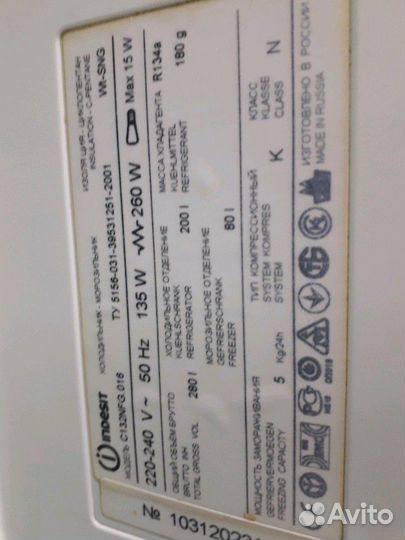 INDESIT
ХОЛОДИЛЬНИК - МОРОЗИЛЬНИК
ИЗОЛЯЦИЯ - ЦИКЛОПЕНТАН
МОДЕЛЬ C132NFG.016
ТУ 5156-031-39531251-2001
INSULATION - C-PENTANE
Wt-SNG
220-240 V ~ 50 Hz 135 W 260 W Max 15 W
ОБЩИЙ ОБЪЕМ БРУТТО
BRUTTO INH
TOTAL GROSS VOL
280 l
ХОЛОДИЛЬНОЕ ОТДЕЛЕНИЕ
KUEHLSCHRANK
REFRIGERATOR
200 l
МАССА ХЛАДАГЕНТА
KUEHLMITTEL
REFRIGERANT
R134a
180 g
МОРОЗИЛЬНОЕ ОТДЕЛЕНИЕ
GEFRIERSCHRANK
FREEZER
80 l
МОЩНОСТЬ ЗАМОРАЖИВАНИЯ
GEFRIERVERMOEGEN
FREEZING CAPACITY
5 Kg/24h
ТИП КОМПРЕССИОННЫЙ
SYSTEM KOMPRES
SYSTEM
K
КЛАСС
KLASSE
CLASS
N
ИЗГОТОВЛЕНО В РОССИИ
MADE IN RUSSIA
№
Avito